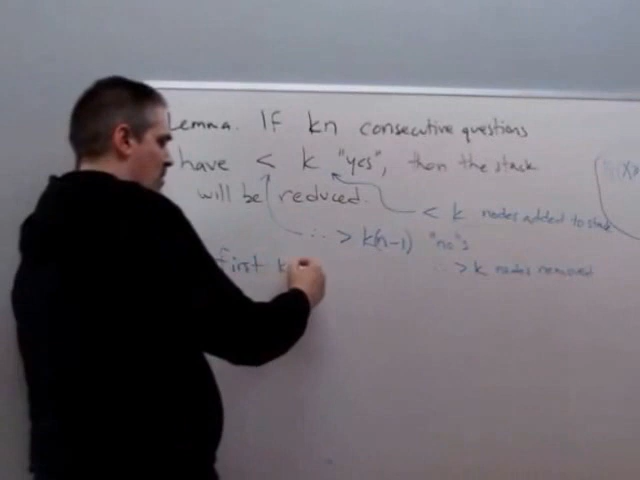 Lemma. If kn consecutive questions
have < k "yes", then the stack
will be reduced.
< k nodes added to stack
∴ > k(n-1) "no"s
∴ > k nodes removed
first k